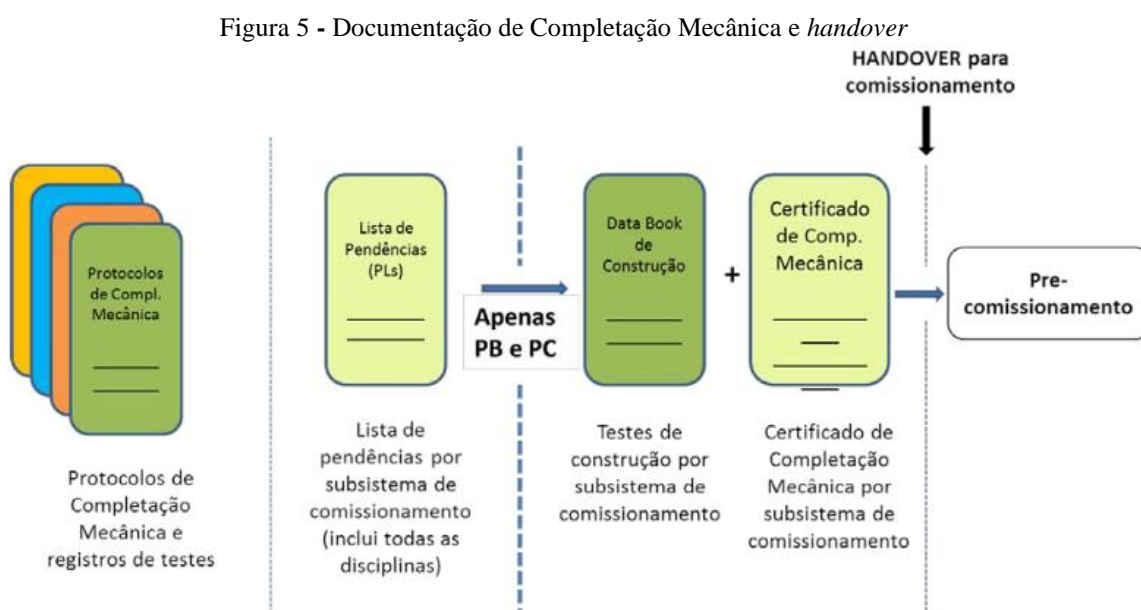 Figura 5 - Documentação de Completação Mecânica e handover
HANDOVER para
comissionamento
Protocolos
de Compl.
Mecânica
Lista de
Pendências
(PLs)
Apenas
PB e PC
Data Book
de
Construção
+
Certificado
de Comp.
Mecânica
Pre-
comissionamento
Protocolos de
Completação
Mecânica e
registros de testes
Lista de
pendências por
subsistema de
comissionamento
(inclui todas as
disciplinas)
Testes de
construção por
subsistema de
comissionamento
Certificado de
Completação
Mecânica por
subsistema de
comissionamento